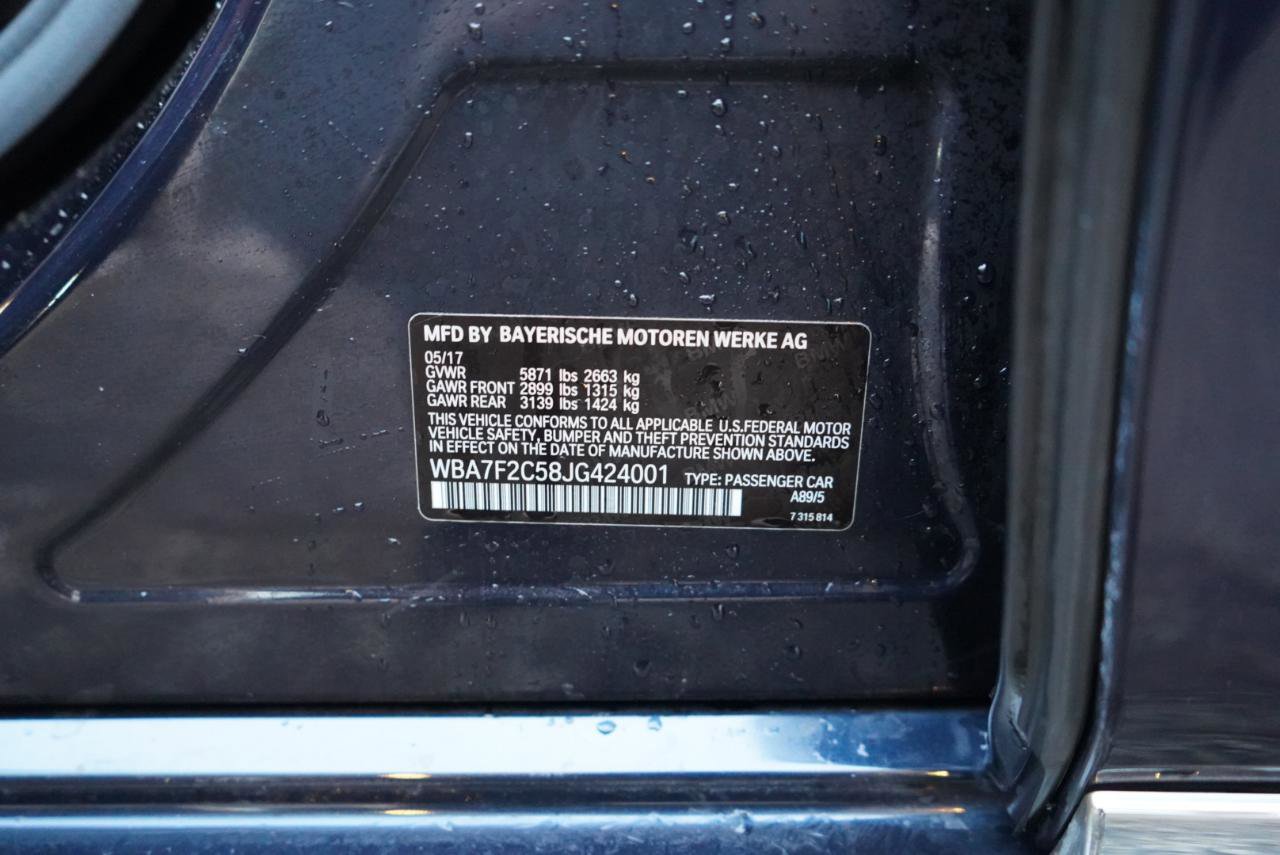 MFD BY BAYERISCHE MOTOREN WERKE AG
05/17
GVWR 5871 lbs 2663 kg
GAWR FRONT 2899 lbs 1315 kg
GAWR REAR 3139 lbs 1424 kg
THIS VEHICLE CONFORMS TO ALL APPLICABLE U.S.FEDERAL MOTOR
VEHICLE SAFETY, BUMPER AND THEFT PREVENTION STANDARDS
IN EFFECT ON THE DATE OF MANUFACTURE SHOWN ABOVE.
WBA7F2C58JG424001 TYPE: PASSENGER CAR
A89/5
7 315 814